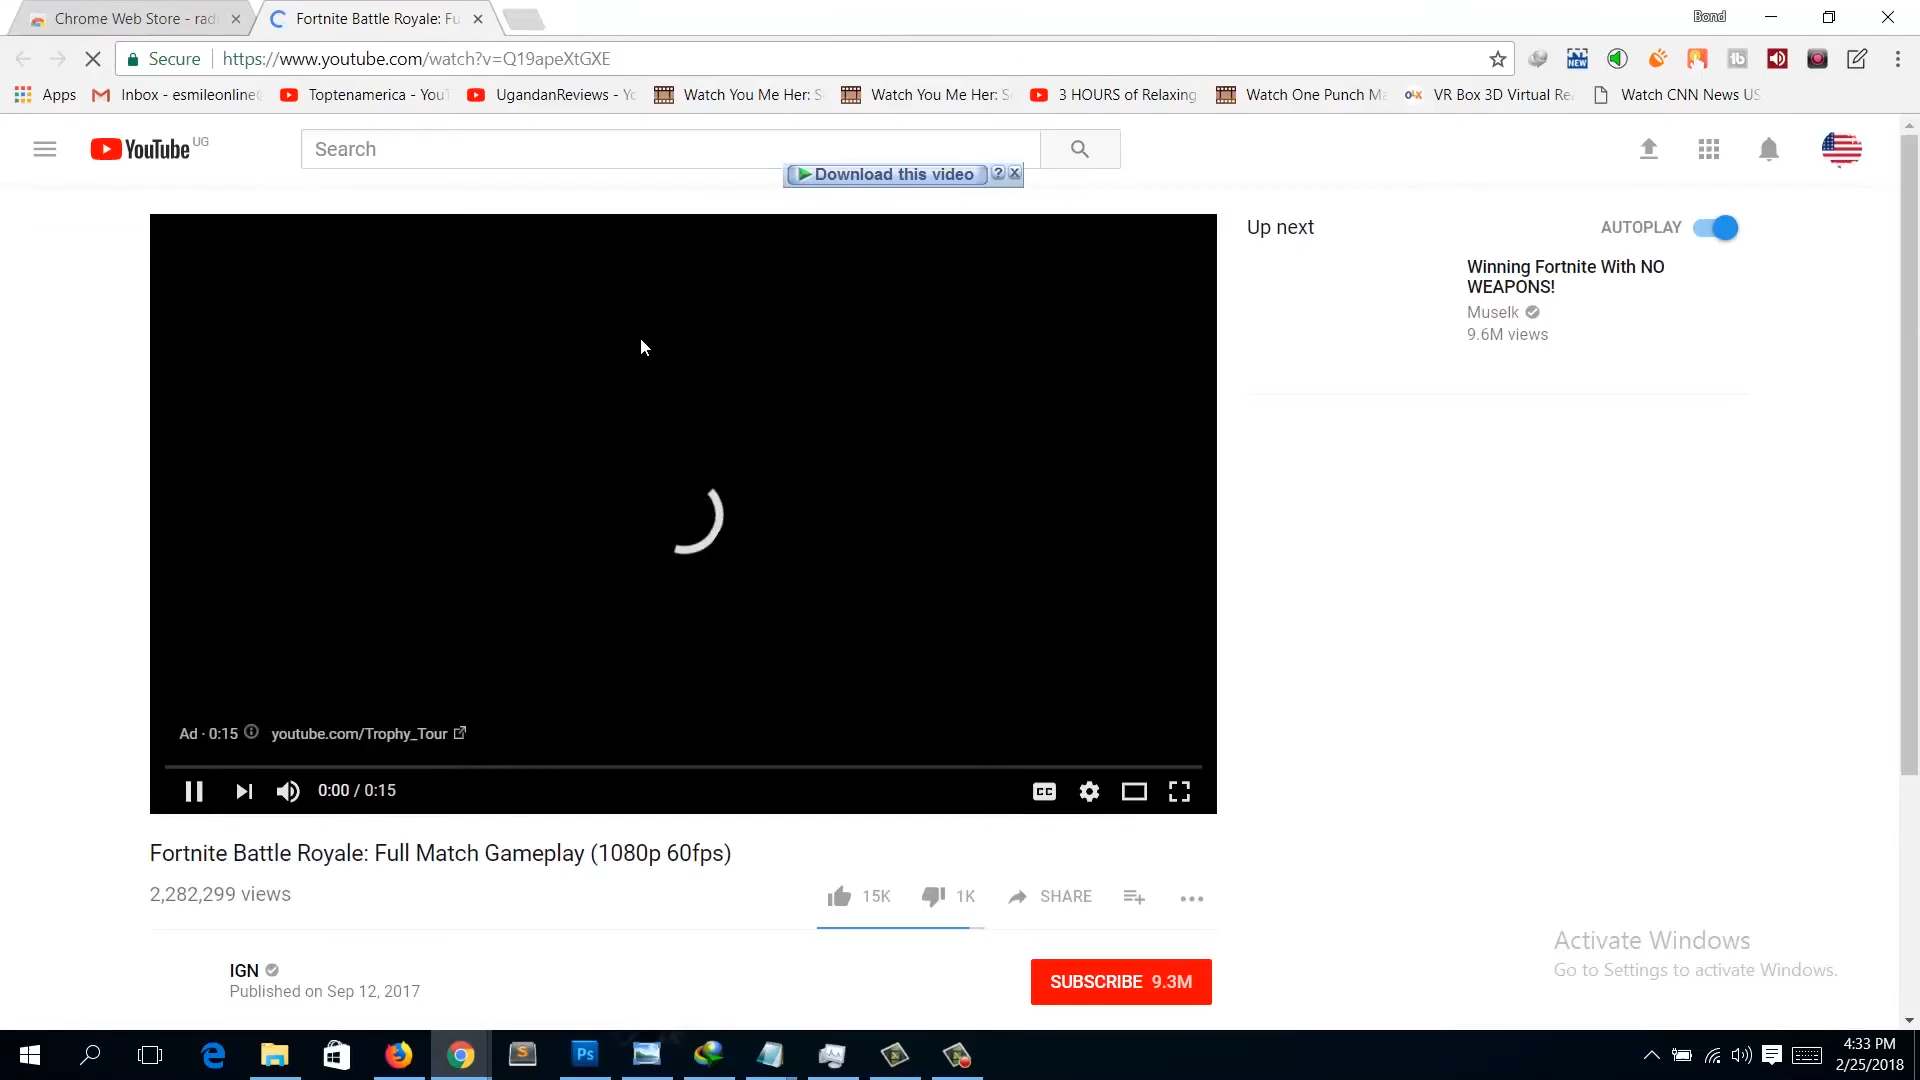 Chrome Web Store - rad
Fortnite Battle Royale: Fu
Bond
Secure
https://www.youtube.com/watch?v=Q19apeXtGXE
NEW
Apps
Inbox - esmileonline
Toptenamerica - You
UgandanReviews - Yo
Watch You Me Her: S
Watch You Me Her: S
3 HOURS of Relaxing
Watch One Punch Ma
OLX
VR Box 3D Virtual Re
Watch CNN News US
YouTube UG
Search
Download this video
?
X
Up next
AUTOPLAY
Winning Fortnite With NO
WEAPONS!
Muselk
9.6M views
Ad · 0:15
youtube.com/Trophy_Tour
0:00 / 0:15
CC
Fortnite Battle Royale: Full Match Gameplay (1080p 60fps)
2,282,299 views
15K
1K
SHARE
IGN
Published on Sep 12, 2017
SUBSCRIBE 9.3M
Activate Windows
Go to Settings to activate Windows.
S
Ps
4:33 PM
2/25/2018